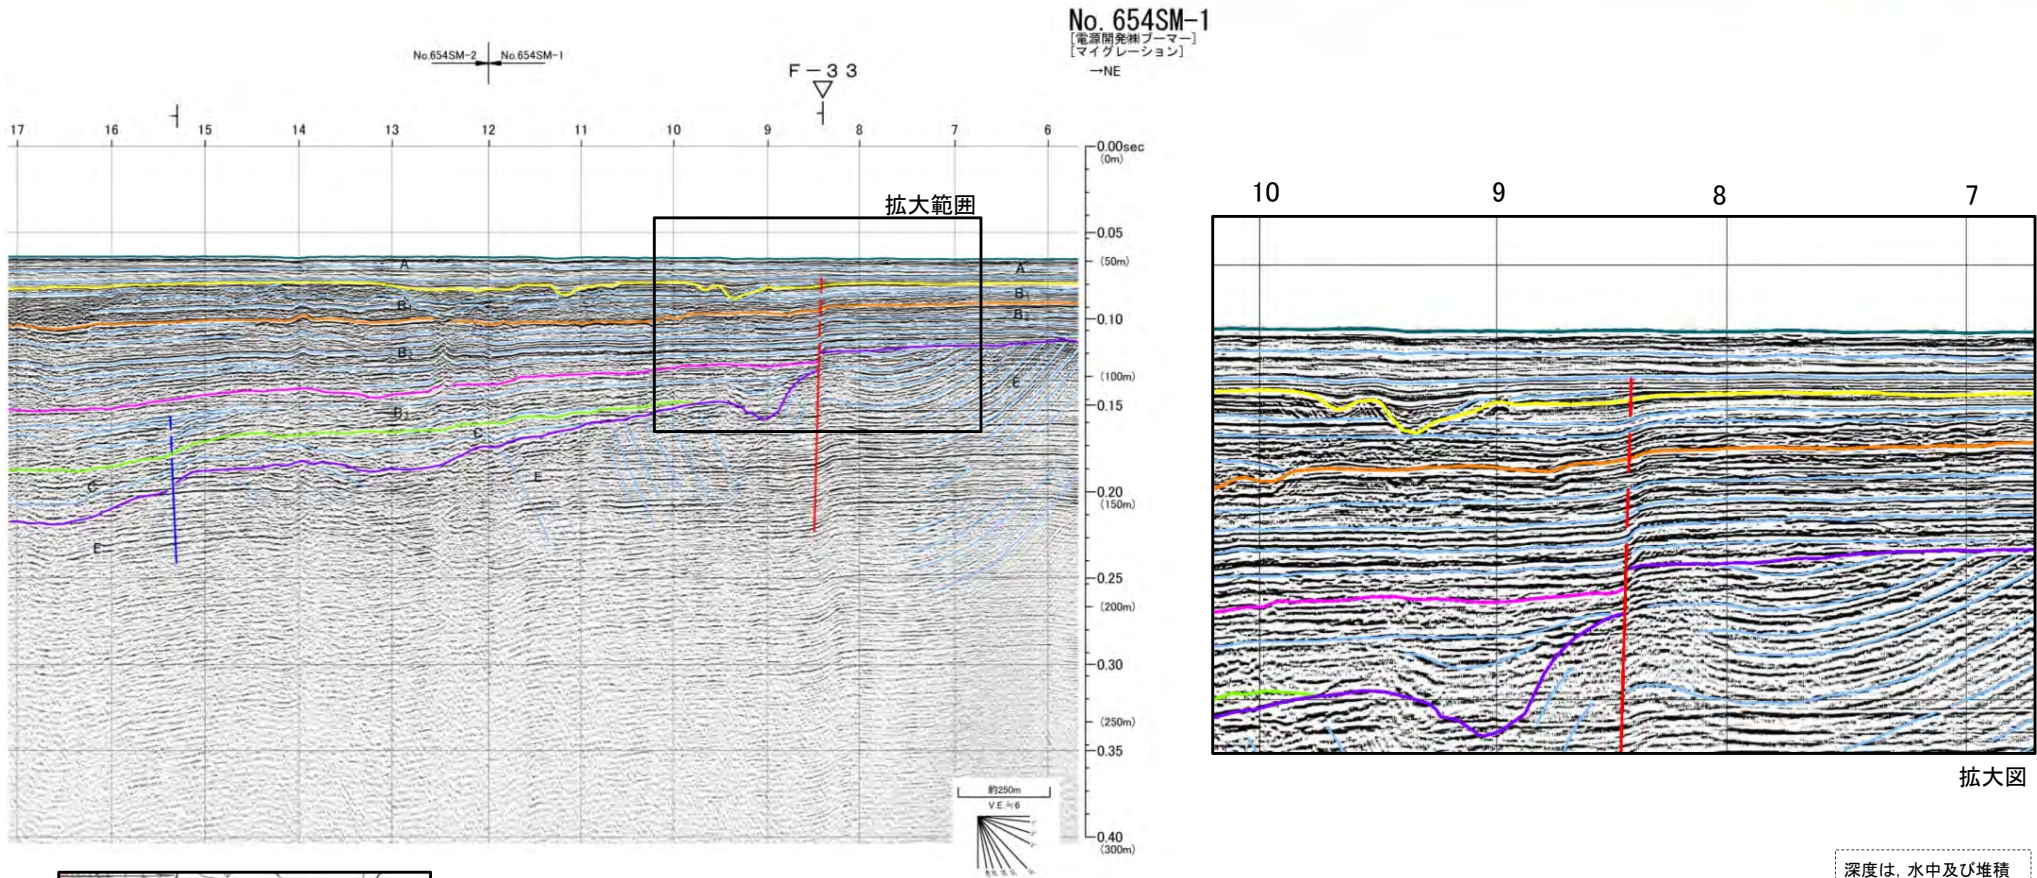 No. 654SM-1
[電源開発㈱ブーマー]
[マイグレーション]
→NE
No.654SM-2 No.654SM-1
F-33
17 16 15 14 13 12 11 10 9 8 7 6
0.00sec
(0m)
0.05
(50m)
0.10
(100m)
0.15
0.20
(150m)
0.25
(200m)
0.30
(250m)
0.35
0.40
(300m)
拡大範囲
A
A
B₁
B₁
B₂
B₂
B₃
C
C
E
E
E
約250m
V.E.≒6
10 9 8 7
拡大図
深度は，水中及び堆積